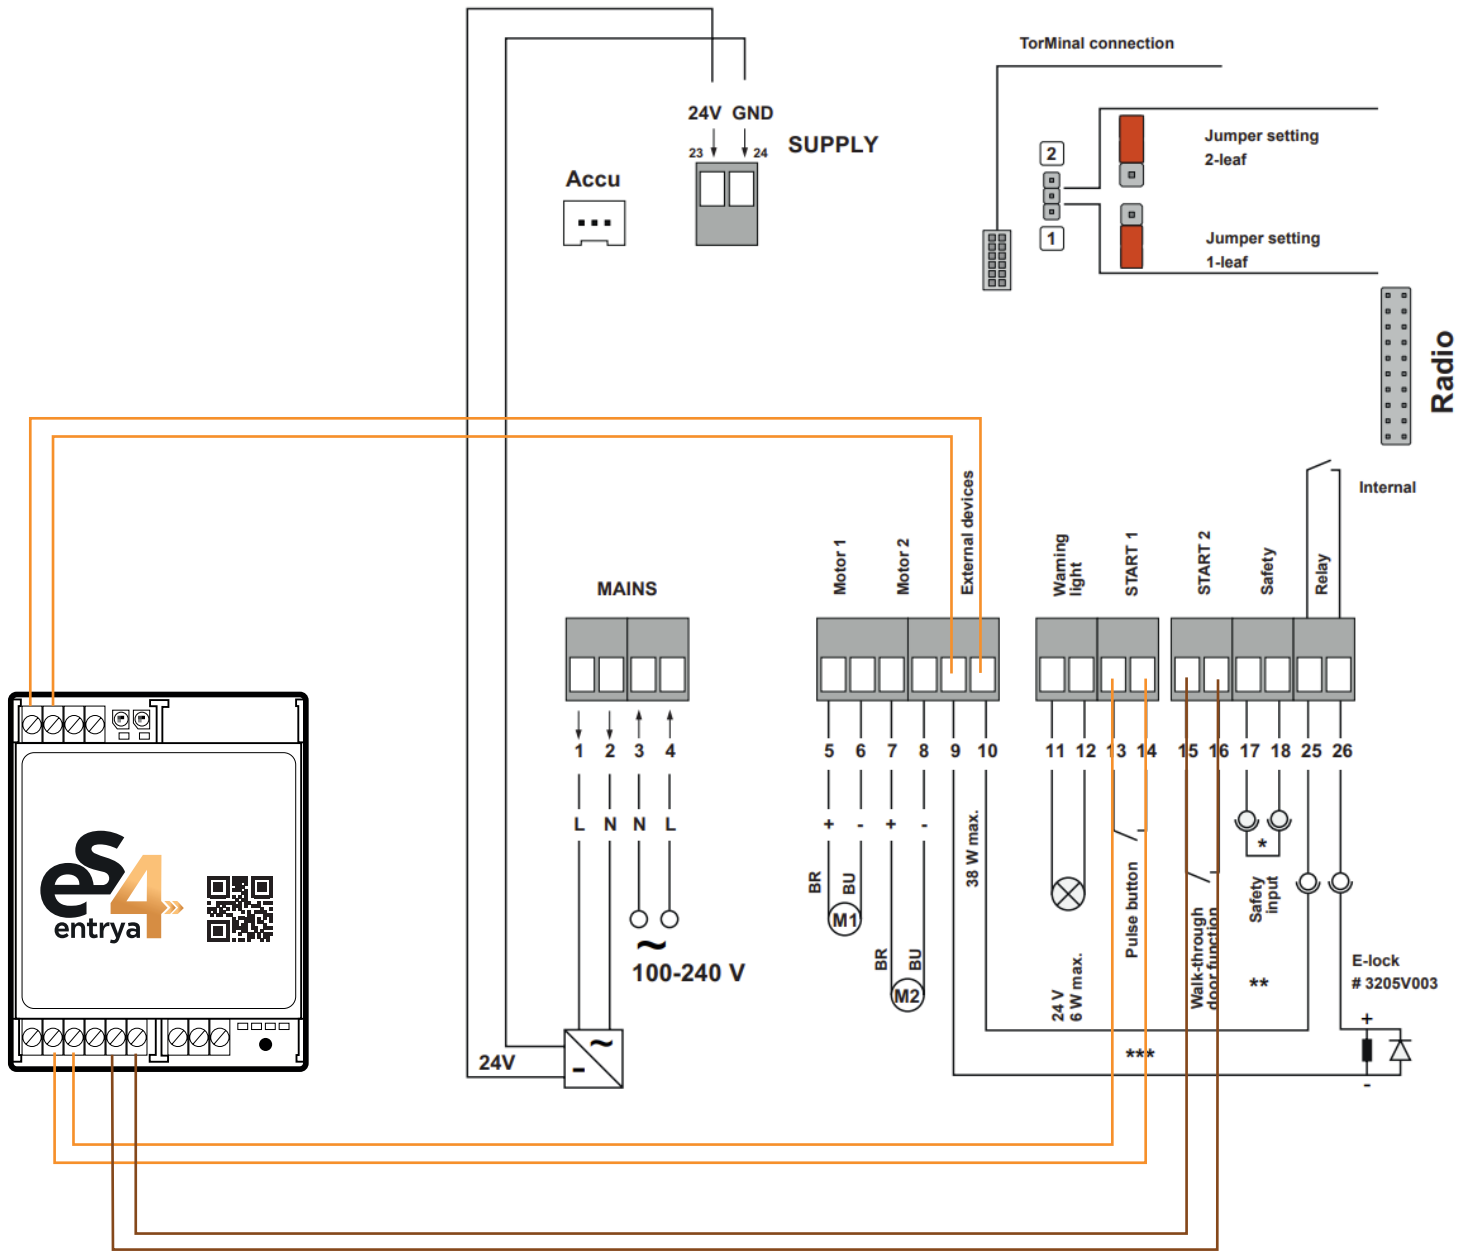 TorMinal connection
24V GND
23 24
SUPPLY
Accu
2
1
Jumper setting
2-leaf
Jumper setting
1-leaf
Radio
Internal
MAINS
Motor 1
Motor 2
External devices
Warning
light
START 1
START 2
Safety
Relay
1 2 3 4
5 6 7 8 9 10
11 12 13 14
15 16 17 18 25 26
L N N L
+ - + -
BR BU
M1
BR BU
M2
38 W max.
~
100-240 V
24 V
6 W max.
Pulse button
Walk-through
door function
*
Safety
input
**
***
E-lock
# 3205V003
+
-
24V
~
-
eS4
entrya